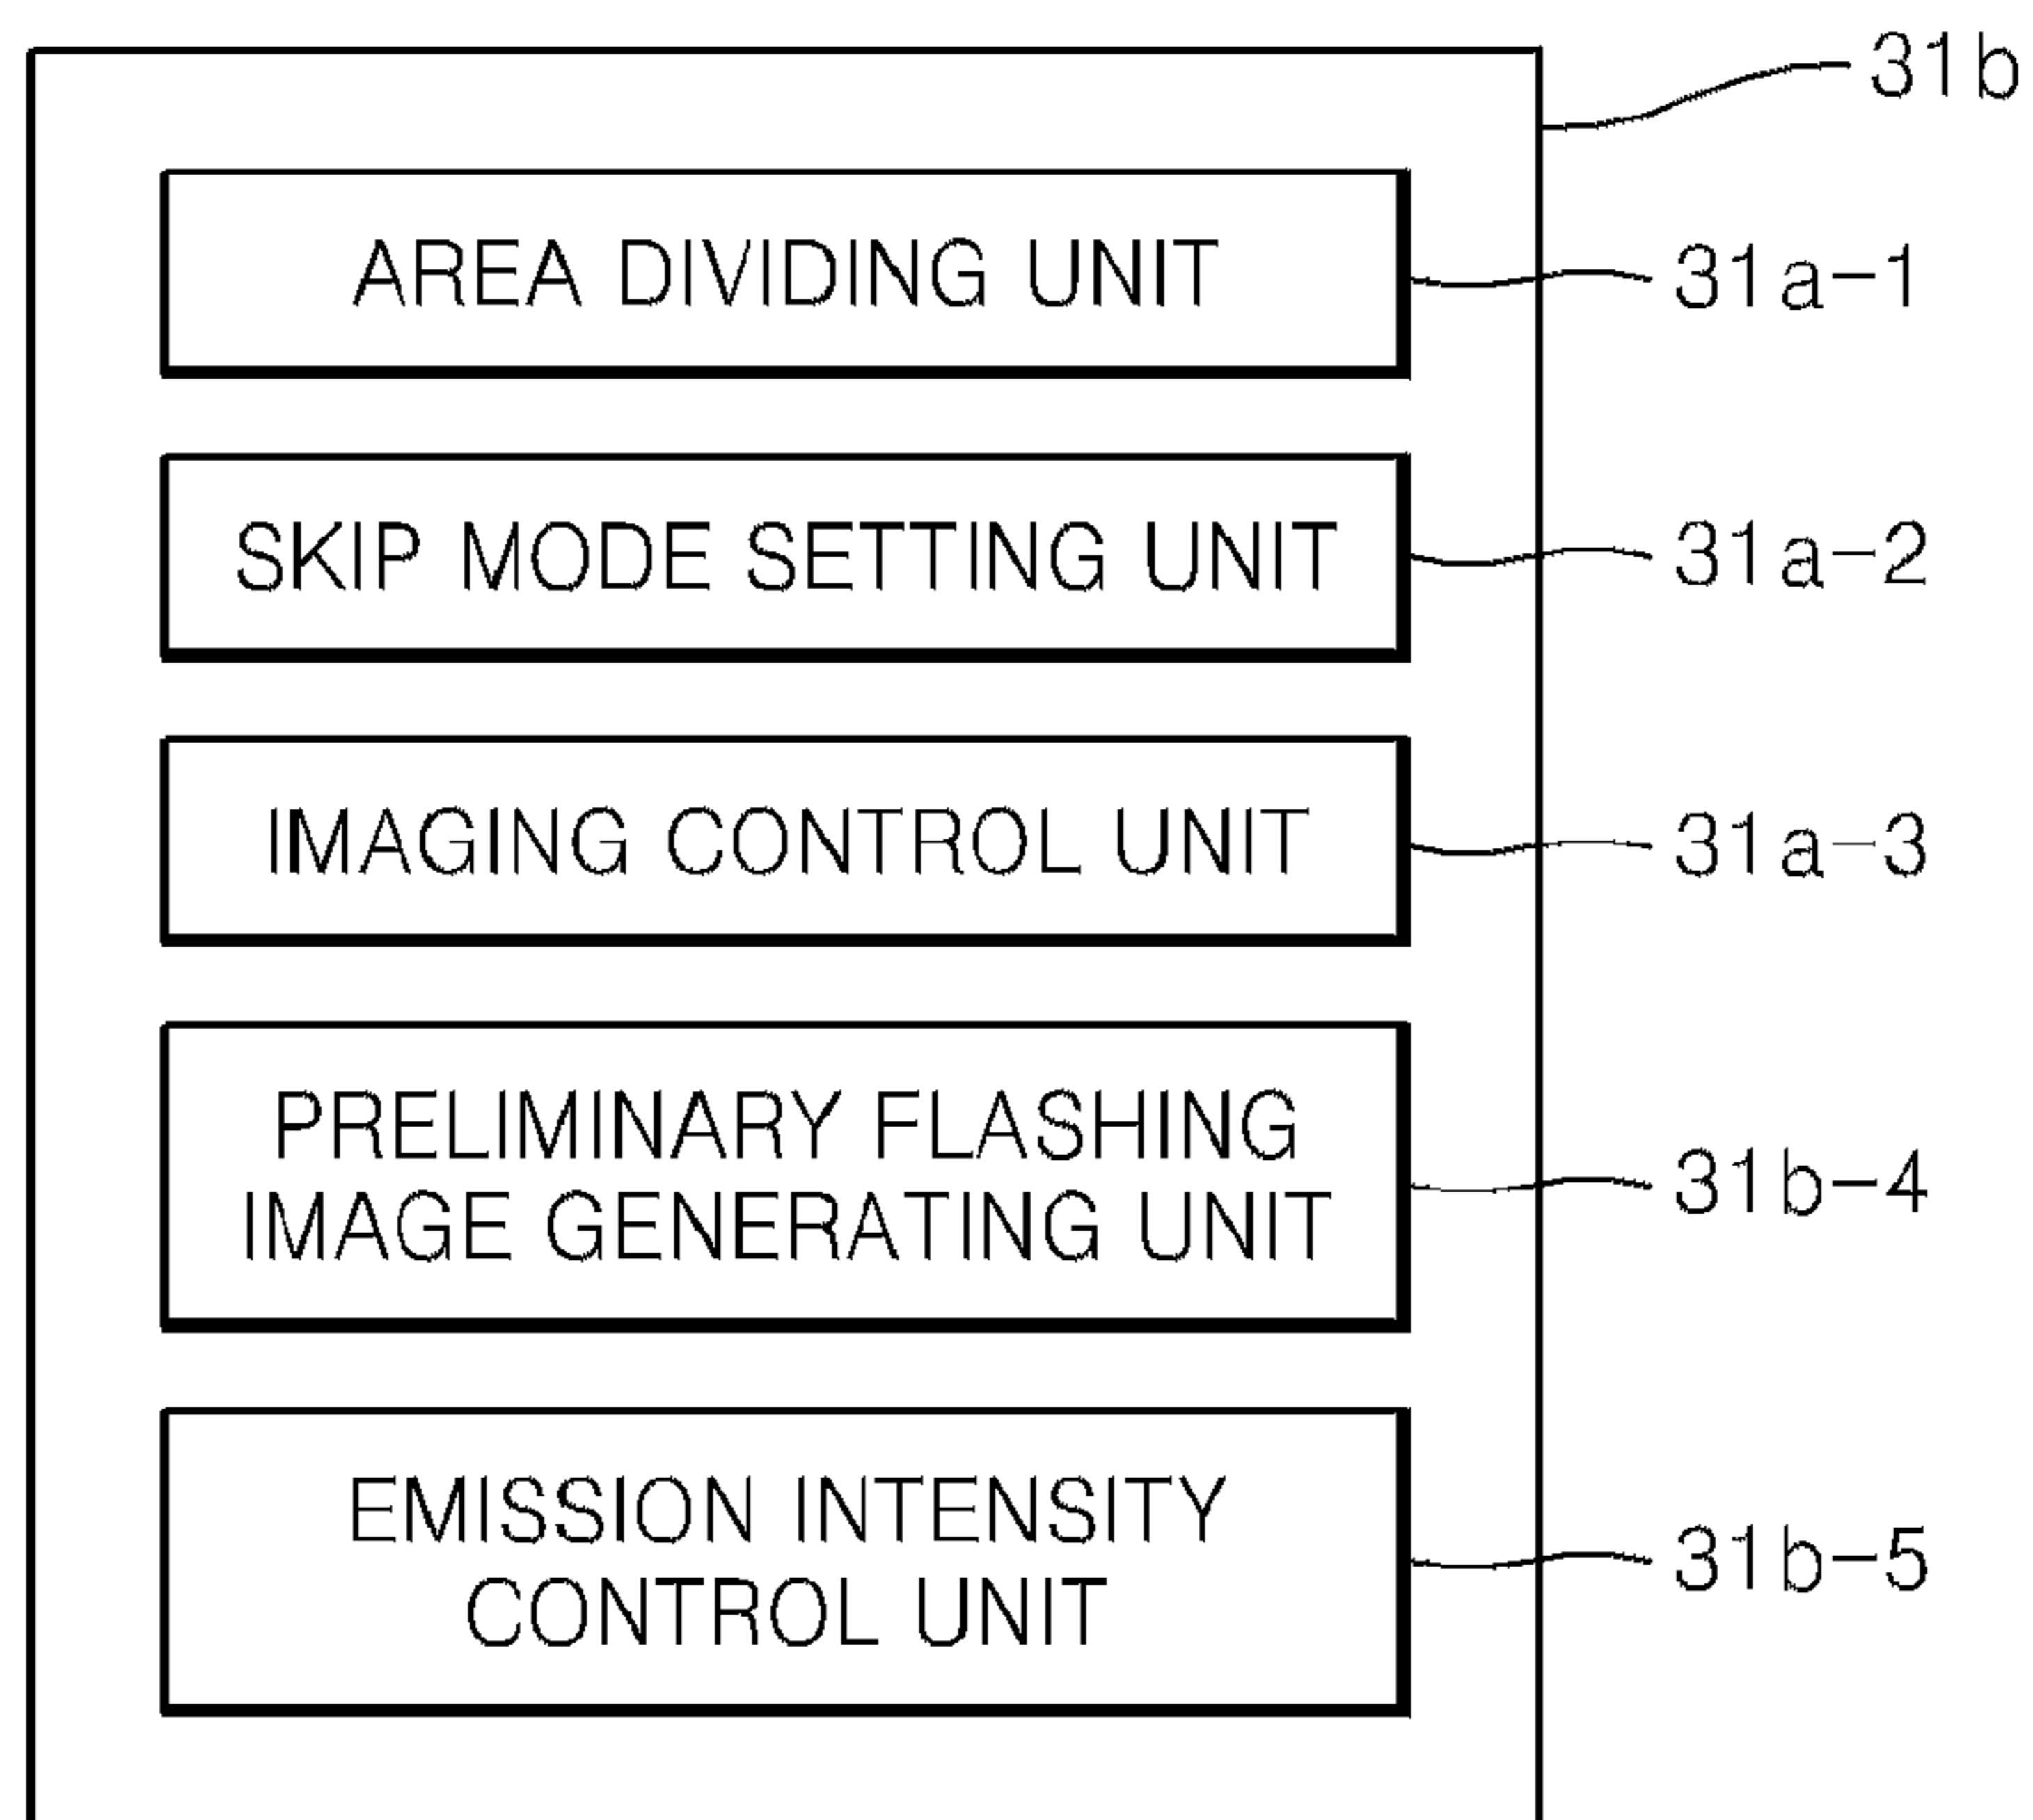 31b
AREA DIVIDING UNIT
31a-1
SKIP MODE SETTING UNIT
31a-2
IMAGING CONTROL UNIT
31a-3
PRELIMINARY FLASHING
IMAGE GENERATING UNIT
31b-4
EMISSION INTENSITY
CONTROL UNIT
31b-5